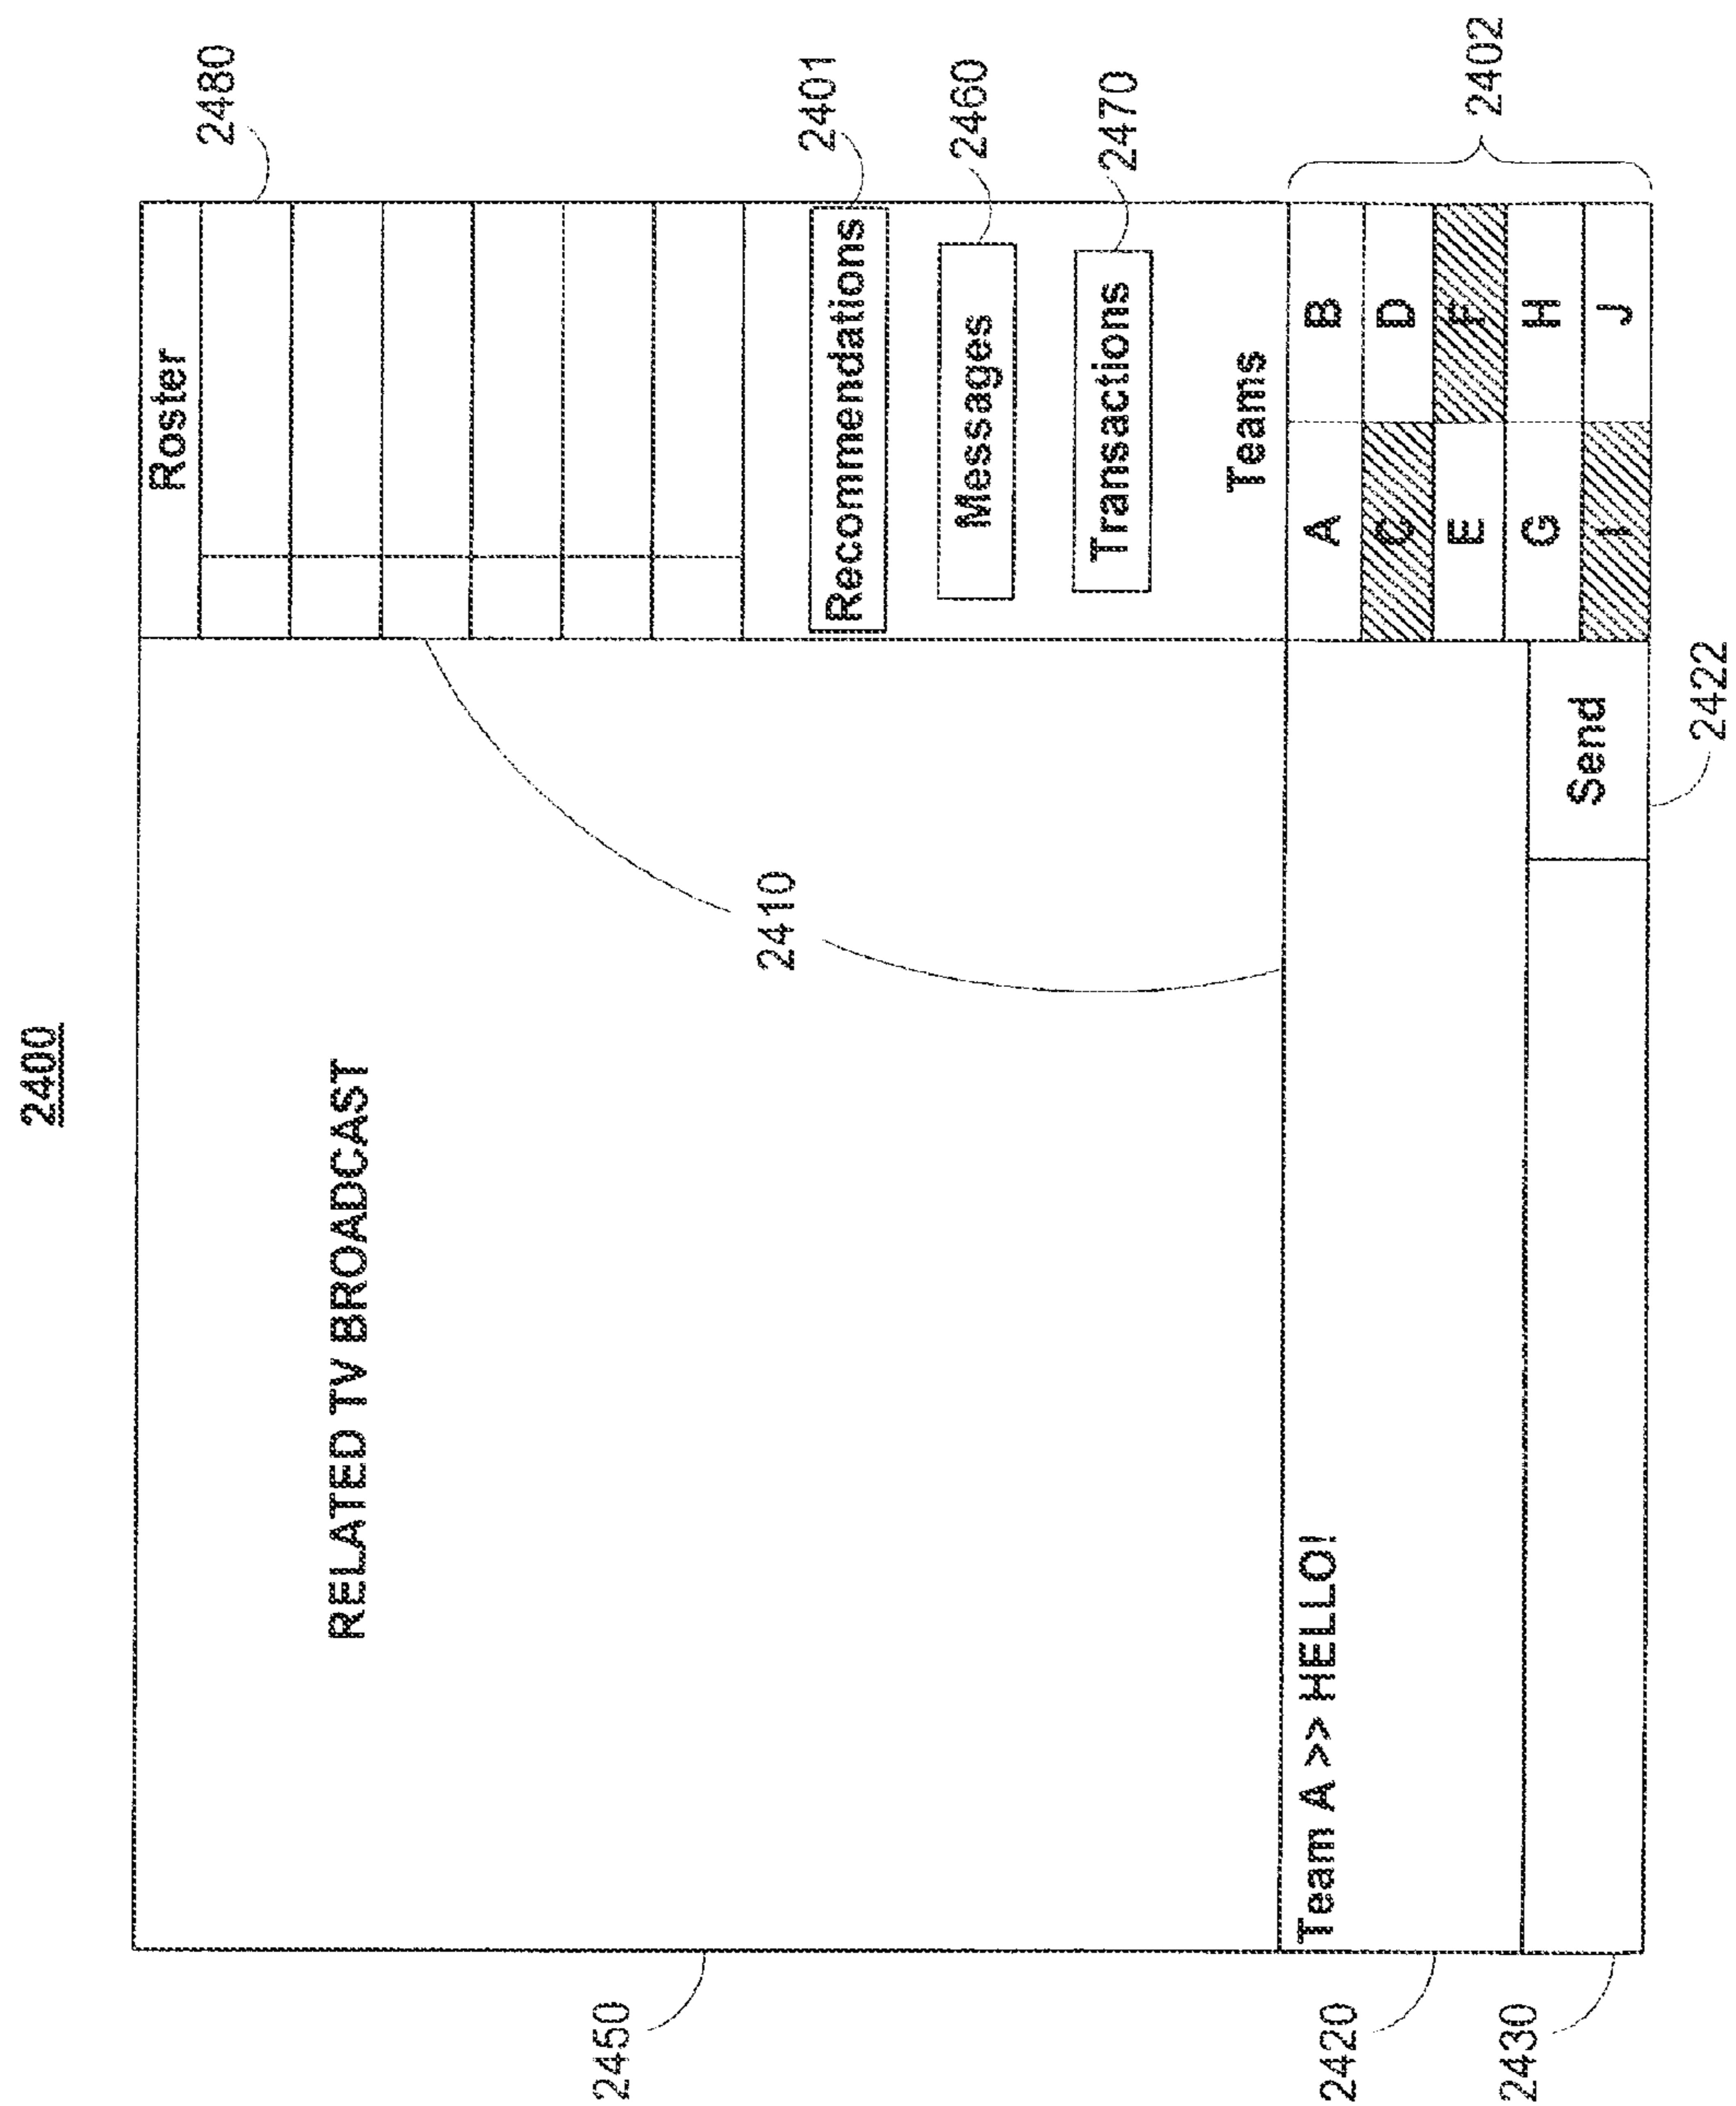 2400
Roster
2480
RELATED TV BROADCAST
2410
Recommendations
2401
Messages
2460
Transactions
2470
2450
Teams
Team A >> HELLO!
A B
C D
E F
G H
I J
2402
2420
Send
2430
2422